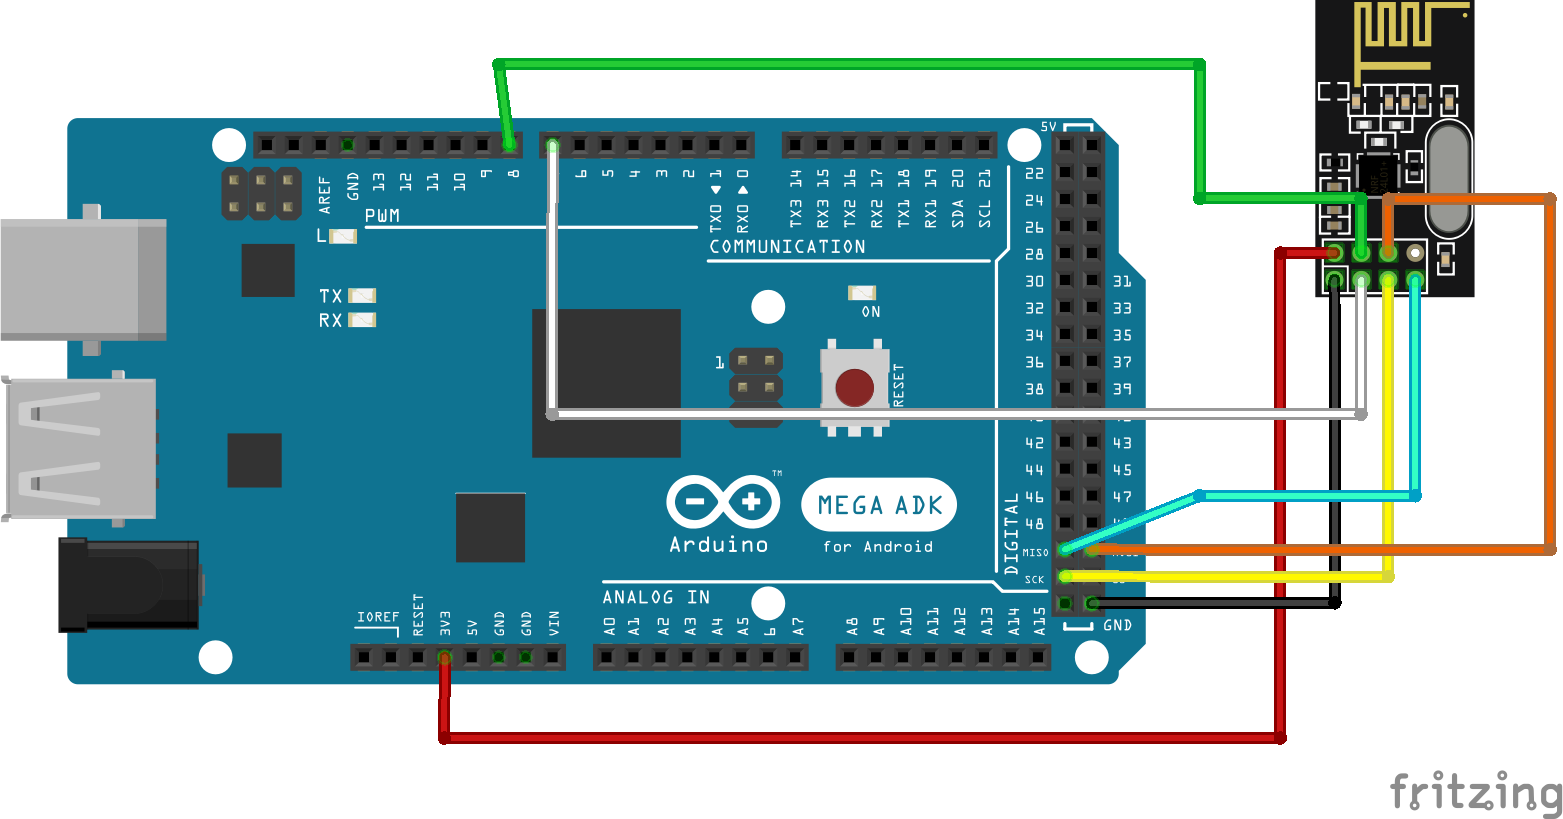 5V
AREF
GND
13
12
11
10
9
8
6
5
4
3
2
TX0 1
RX0 0
TX3 14
RX3 15
TX2 16
RX2 17
TX1 18
RX1 19
SDA 20
SCL 21
PWM
COMMUNICATION
L
TX
RX
ON
1
RESET
22
24
26
28
30 31
32 33
34 35
36 37
38 39
42 43
44 45
46 47
48
MISO
SCK
GND
DIGITAL
TM
Arduino
MEGA ADK
for Android
ANALOG IN
IOREF
RESET
3V3
5V
GND
GND
VIN
A0
A1
A2
A3
A4
A5
6
A7
A8
A9
A10
A11
A12
A13
A14
A15
fritzing